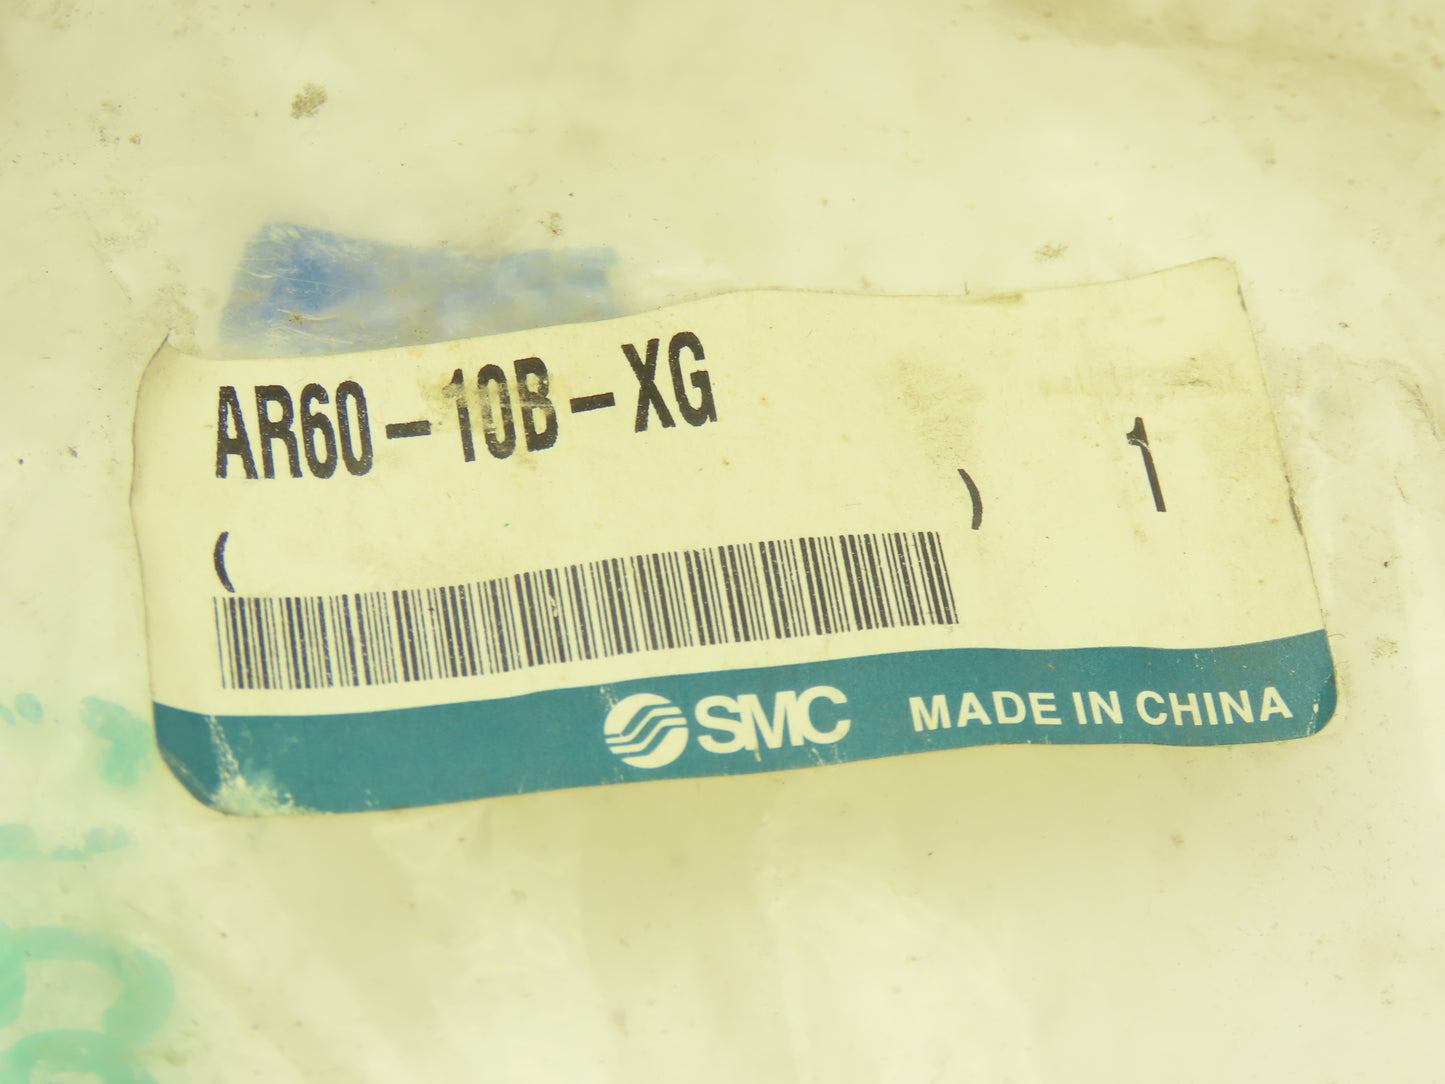 AR60-10B-XG
( ) 1
SMC MADE IN CHINA